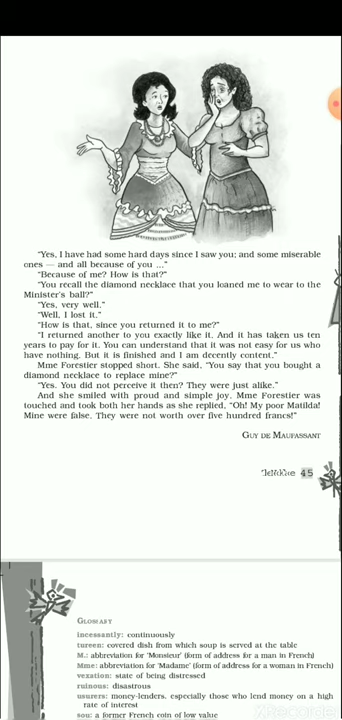 "Yes, I have had some hard days since I saw you; and some miserable
ones — and all because of you ..."
"Because of me? How is that?"
"You recall the diamond necklace that you loaned me to wear to the
Minister's ball?"
"Yes, very well."
"Well, I lost it."
"How is that, since you returned it to me?"
"I returned another to you exactly like it. And it has taken us ten
years to pay for it. You can understand that it was not easy for us who
have nothing. But it is finished and I am decently content."
Mme Forestier stopped short. She said, "You say that you bought a
diamond necklace to replace mine?"
"Yes. You did not perceive it then? They were just alike."
And she smiled with proud and simple joy. Mme Forestier was
touched and took both her hands as she replied, "Oh! My poor Matilda!
Mine were false. They were not worth over five hundred francs!"
GUY DE MAUPASSANT
45
GLOSSARY
incessantly: continuously
tureen: covered dish from which soup is served at the table
M.: abbreviation for 'Monsieur' (form of address for a man in French)
Mme: abbreviation for 'Madame' (form of address for a woman in French)
vexation: state of being distressed
ruinous: disastrous
usurers: money-lenders, especially those who lend money on a high
rate of interest
sou: a former French coin of low value